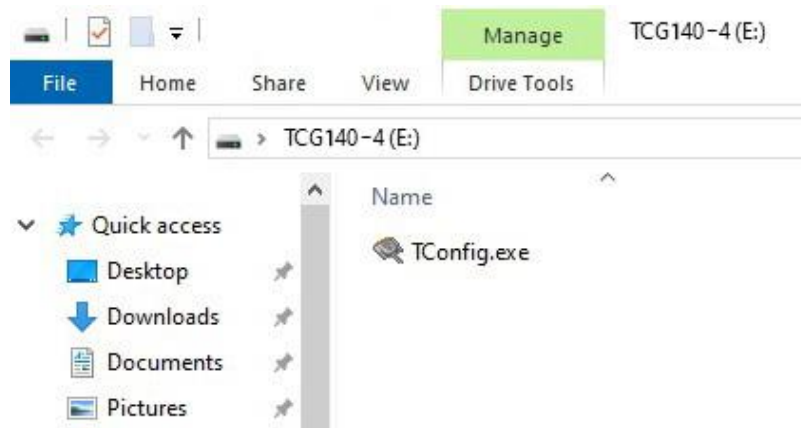 Manage TCG140-4 (E:)
File Home Share View Drive Tools
TCG140-4 (E:)
Name
Quick access
TConfig.exe
Desktop
Downloads
Documents
Pictures